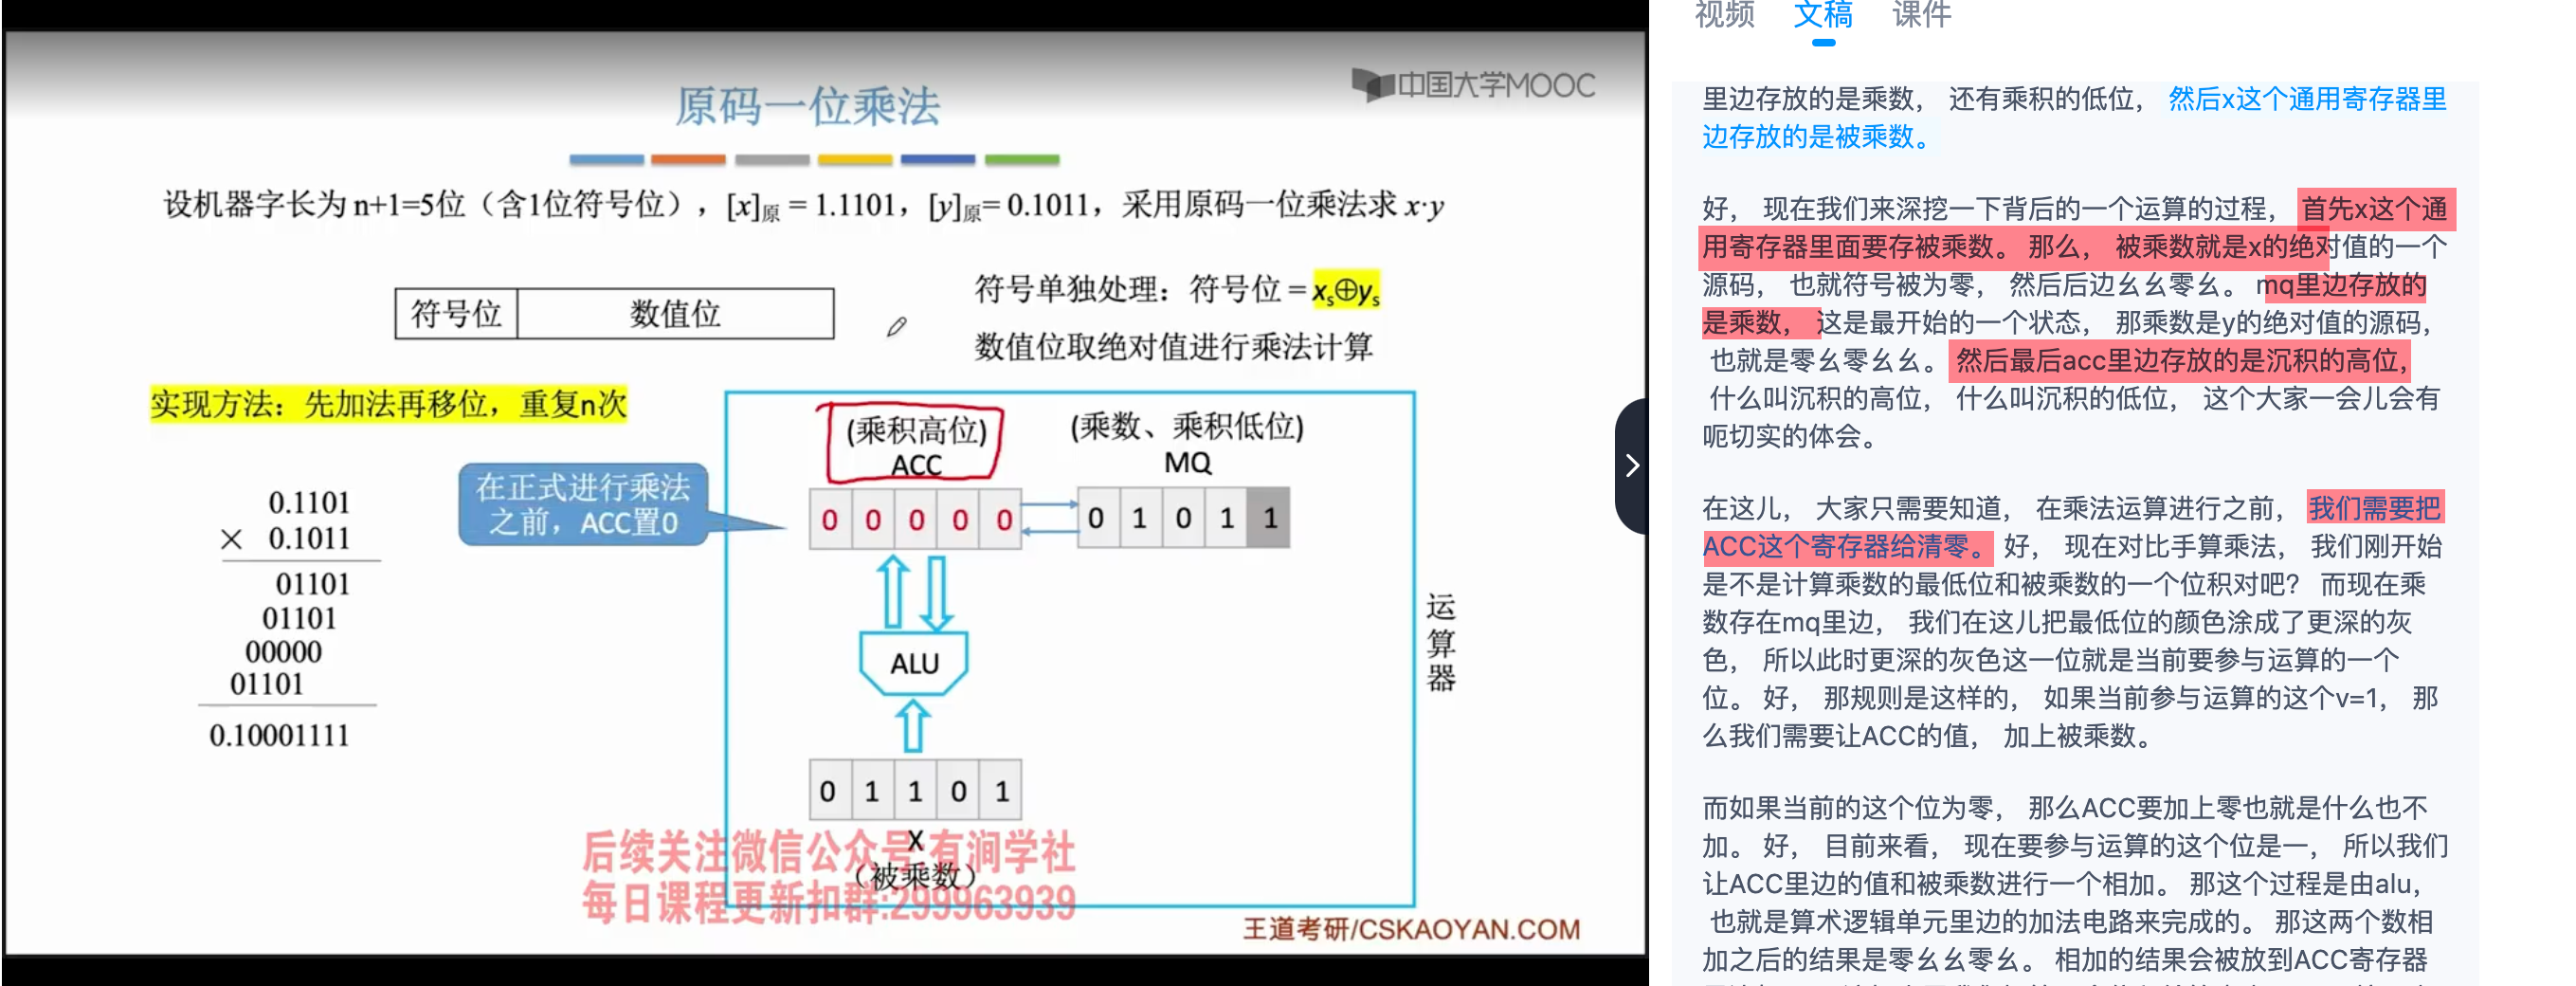 中国大学MOOC
原码一位乘法
设机器字长为 n+1=5位（含1位符号位），[x]原 = 1.1101，[y]原= 0.1011，采用原码一位乘法求 x·y
符号位 数值位
符号单独处理：符号位 = xs⊕ys
数值位取绝对值进行乘法计算
实现方法：先加法再移位，重复n次
0.1101
× 0.1011
01101
01101
00000
01101
0.10001111
在正式进行乘法
之前，ACC置0
(乘积高位)
ACC
(乘数、乘积低位)
MQ
0 0 0 0 0
0 1 0 1 1
ALU
运算器
0 1 1 0 1
X
（被乘数）
后续关注微信公众号:有涧学社
每日课程更新扣群:299963939
王道考研/CSKAOYAN.COM
视频 文稿 课件
里边存放的是乘数， 还有乘积的低位， 然后x这个通用寄存器里
边存放的是被乘数。
好， 现在我们来深挖一下背后的一个运算的过程， 首先x这个通
用寄存器里面要存被乘数。 那么， 被乘数就是x的绝对值的一个
源码， 也就符号被为零， 然后后边幺幺零幺。 mq里边存放的
是乘数， 这是最开始的一个状态， 那乘数是y的绝对值的源码，
也就是零幺零幺幺。 然后最后acc里边存放的是沉积的高位，
什么叫沉积的高位， 什么叫沉积的低位， 这个大家一会儿会有
呃切实的体会。
在这儿， 大家只需要知道， 在乘法运算进行之前， 我们需要把
ACC这个寄存器给清零。 好， 现在对比手算乘法， 我们刚开始
是不是计算乘数的最低位和被乘数的一个位积对吧？ 而现在乘
数存在mq里边， 我们在这儿把最低位的颜色涂成了更深的灰
色， 所以此时更深的灰色这一位就是当前要参与运算的一个
位。 好， 那规则是这样的， 如果当前参与运算的这个v=1， 那
么我们需要让ACC的值， 加上被乘数。
而如果当前的这个位为零， 那么ACC要加上零也就是什么也不
加。 好， 目前来看， 现在要参与运算的这个位是一， 所以我们
让ACC里边的值和被乘数进行一个相加。 那这个过程是由alu，
也就是算术逻辑单元里边的加法电路来完成的。 那这两个数相
加之后的结果是零幺幺零幺。 相加的结果会被放到ACC寄存器